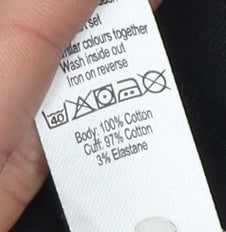 set
colours together
Wash inside out
Iron on reverse
40
Body: 100% Cotton
Cuff: 97% Cotton
3% Elastane